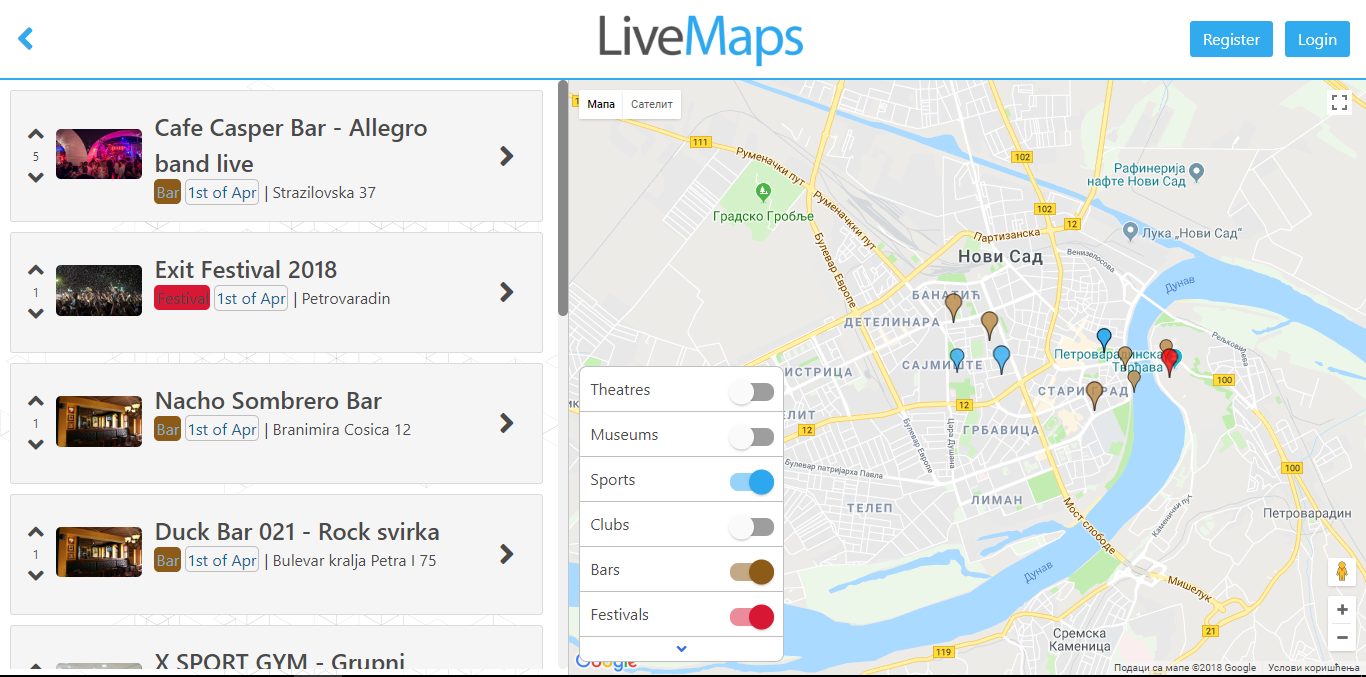 LiveMaps
Register
Login
Cafe Casper Bar - Allegro
band live
5
Bar 1st of Apr | Strazilovska 37
Exit Festival 2018
1
Festival 1st of Apr | Petrovaradin
Nacho Sombrero Bar
1
Bar 1st of Apr | Branimira Cosica 12
Duck Bar 021 - Rock svirka
1
Bar 1st of Apr | Bulevar kralja Petra I 75
X SPORT GYM - Grupni
Мапа
Сателит
111
Руменачки пут
102
Рафинерија
нафте Нови Сад
Градско Гробље
Руменачки пут
102
12
Партизанска
Лука „Нови Сад“
Булевар Европе
Нови Сад
Венизелосова
Дунав
БАНАТИЋ
ДЕТЕЛИНАРА
САЈМИШТЕ
Петроварадинска
Тврђава
Рељковићева
100
СТАРИ ГРАД
12
12
ГРБАВИЦА
Цара Душана
Булевар Европе
Булевар патријарха Павла
100
ЛИМАН
ТЕЛЕП
Мост слободе
Каменички пут
Петроварадин
Дунав
Мишелук
21
Сремска
Каменица
119
Theatres
Museums
Sports
Clubs
Bars
Festivals
Google
Подаци са мапе ©2018 Google
Услови коришћења